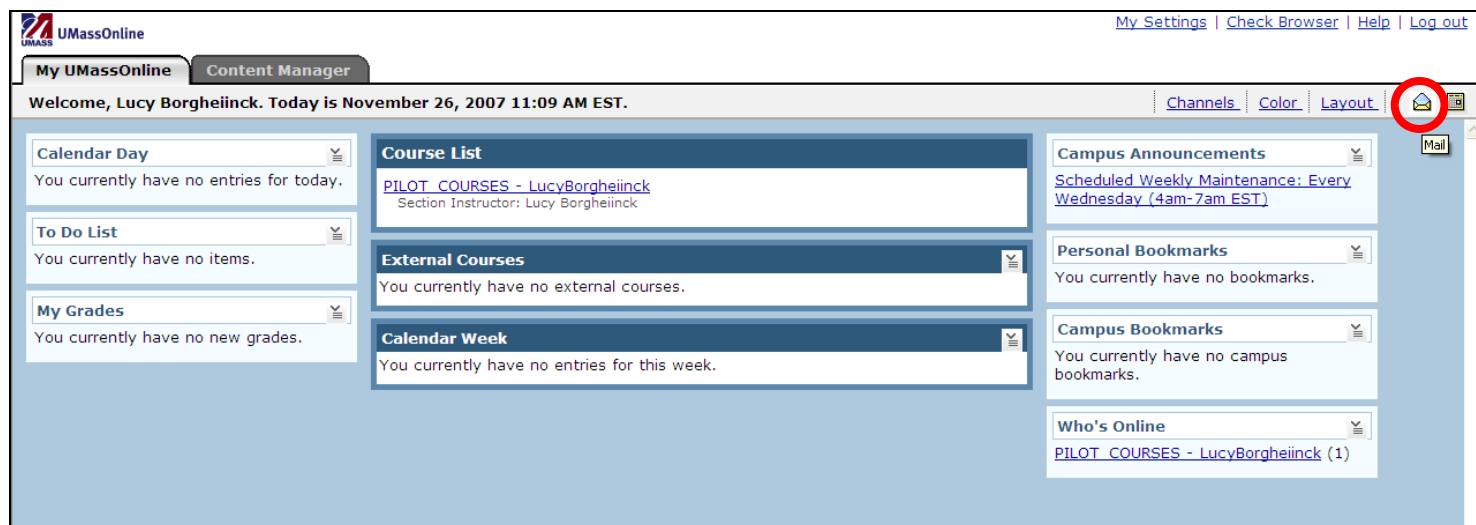 UMASS UMassOnline
My Settings | Check Browser | Help | Log out
My UMassOnline Content Manager
Welcome, Lucy Borgheiinck. Today is November 26, 2007 11:09 AM EST.
Channels Color Layout
Mail
Calendar Day
You currently have no entries for today.
To Do List
You currently have no items.
My Grades
You currently have no new grades.
Course List
PILOT_COURSES - LucyBorgheiinck
Section Instructor: Lucy Borgheiinck
External Courses
You currently have no external courses.
Calendar Week
You currently have no entries for this week.
Campus Announcements
Scheduled Weekly Maintenance: Every
Wednesday (4am-7am EST)
Personal Bookmarks
You currently have no bookmarks.
Campus Bookmarks
You currently have no campus
bookmarks.
Who's Online
PILOT_COURSES - LucyBorgheiinck (1)